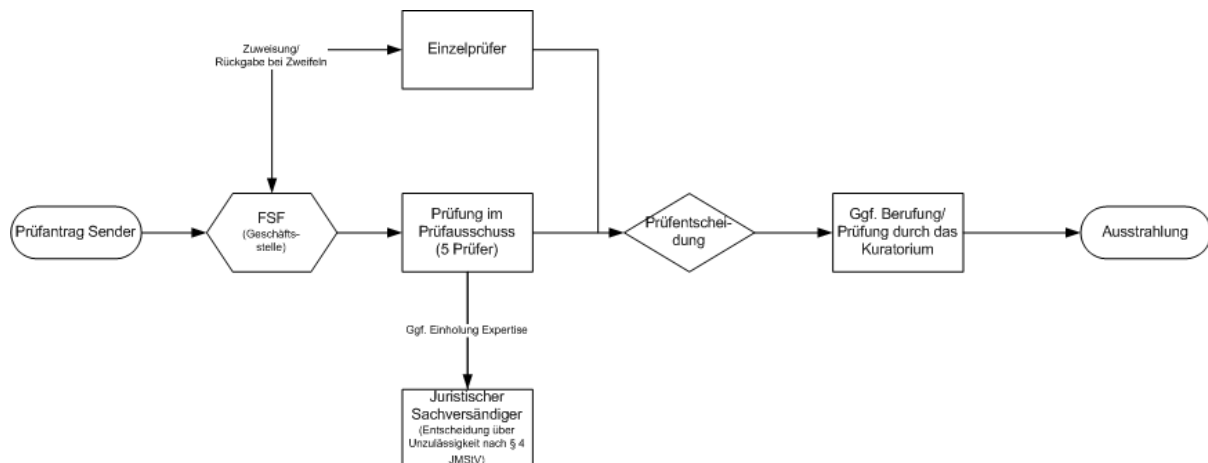 Zuweisung/
Rückgabe bei Zweifeln
Einzelprüfer
Prüfantrag Sender
FSF
(Geschäfts-
stelle)
Prüfung im
Prüfausschuss
(5 Prüfer)
Prüfentschei-
dung
Ggf. Berufung/
Prüfung durch das
Kuratorium
Ausstrahlung
Ggf. Einholung Expertise
Juristischer
Sachversändiger
(Entscheidung über
Unzulässigkeit nach § 4
JMStV)